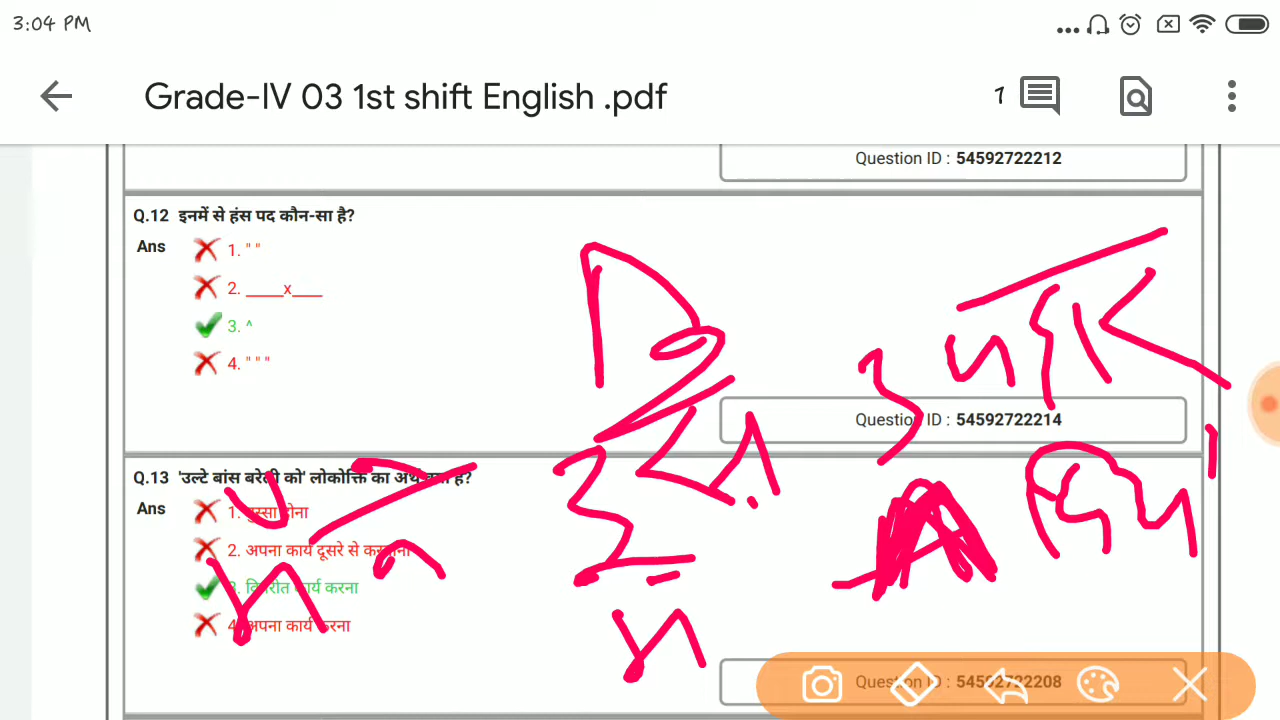 3:04 PM
Grade-IV 03 1st shift English .pdf
1
Question ID : 54592722212
Q.12 इनमें से हंस पद कौन-सा है?
Ans
1. " "
2. _____x____
3. ^
4. " " "
Question ID : 54592722214
Q.13 'उल्टे बांस बरेली को' लोकोक्ति का अर्थ क्या है?
Ans
1. गुस्सा होना
2. अपना कार्य दूसरे से करवाना
3. विपरीत कार्य करना
4. अपना कार्य करना
Question ID : 54592722208